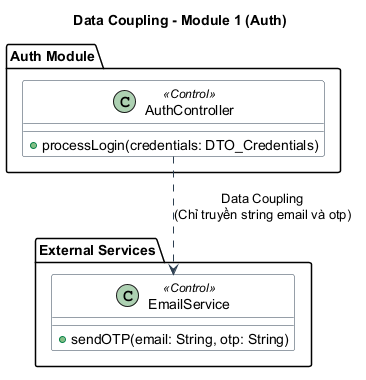 Data Coupling - Module 1 (Auth)
Auth Module
C
«Control»
AuthController
processLogin(credentials: DTO_Credentials)
Data Coupling
(Chỉ truyền string email và otp)
External Services
C
«Control»
EmailService
sendOTP(email: String, otp: String)